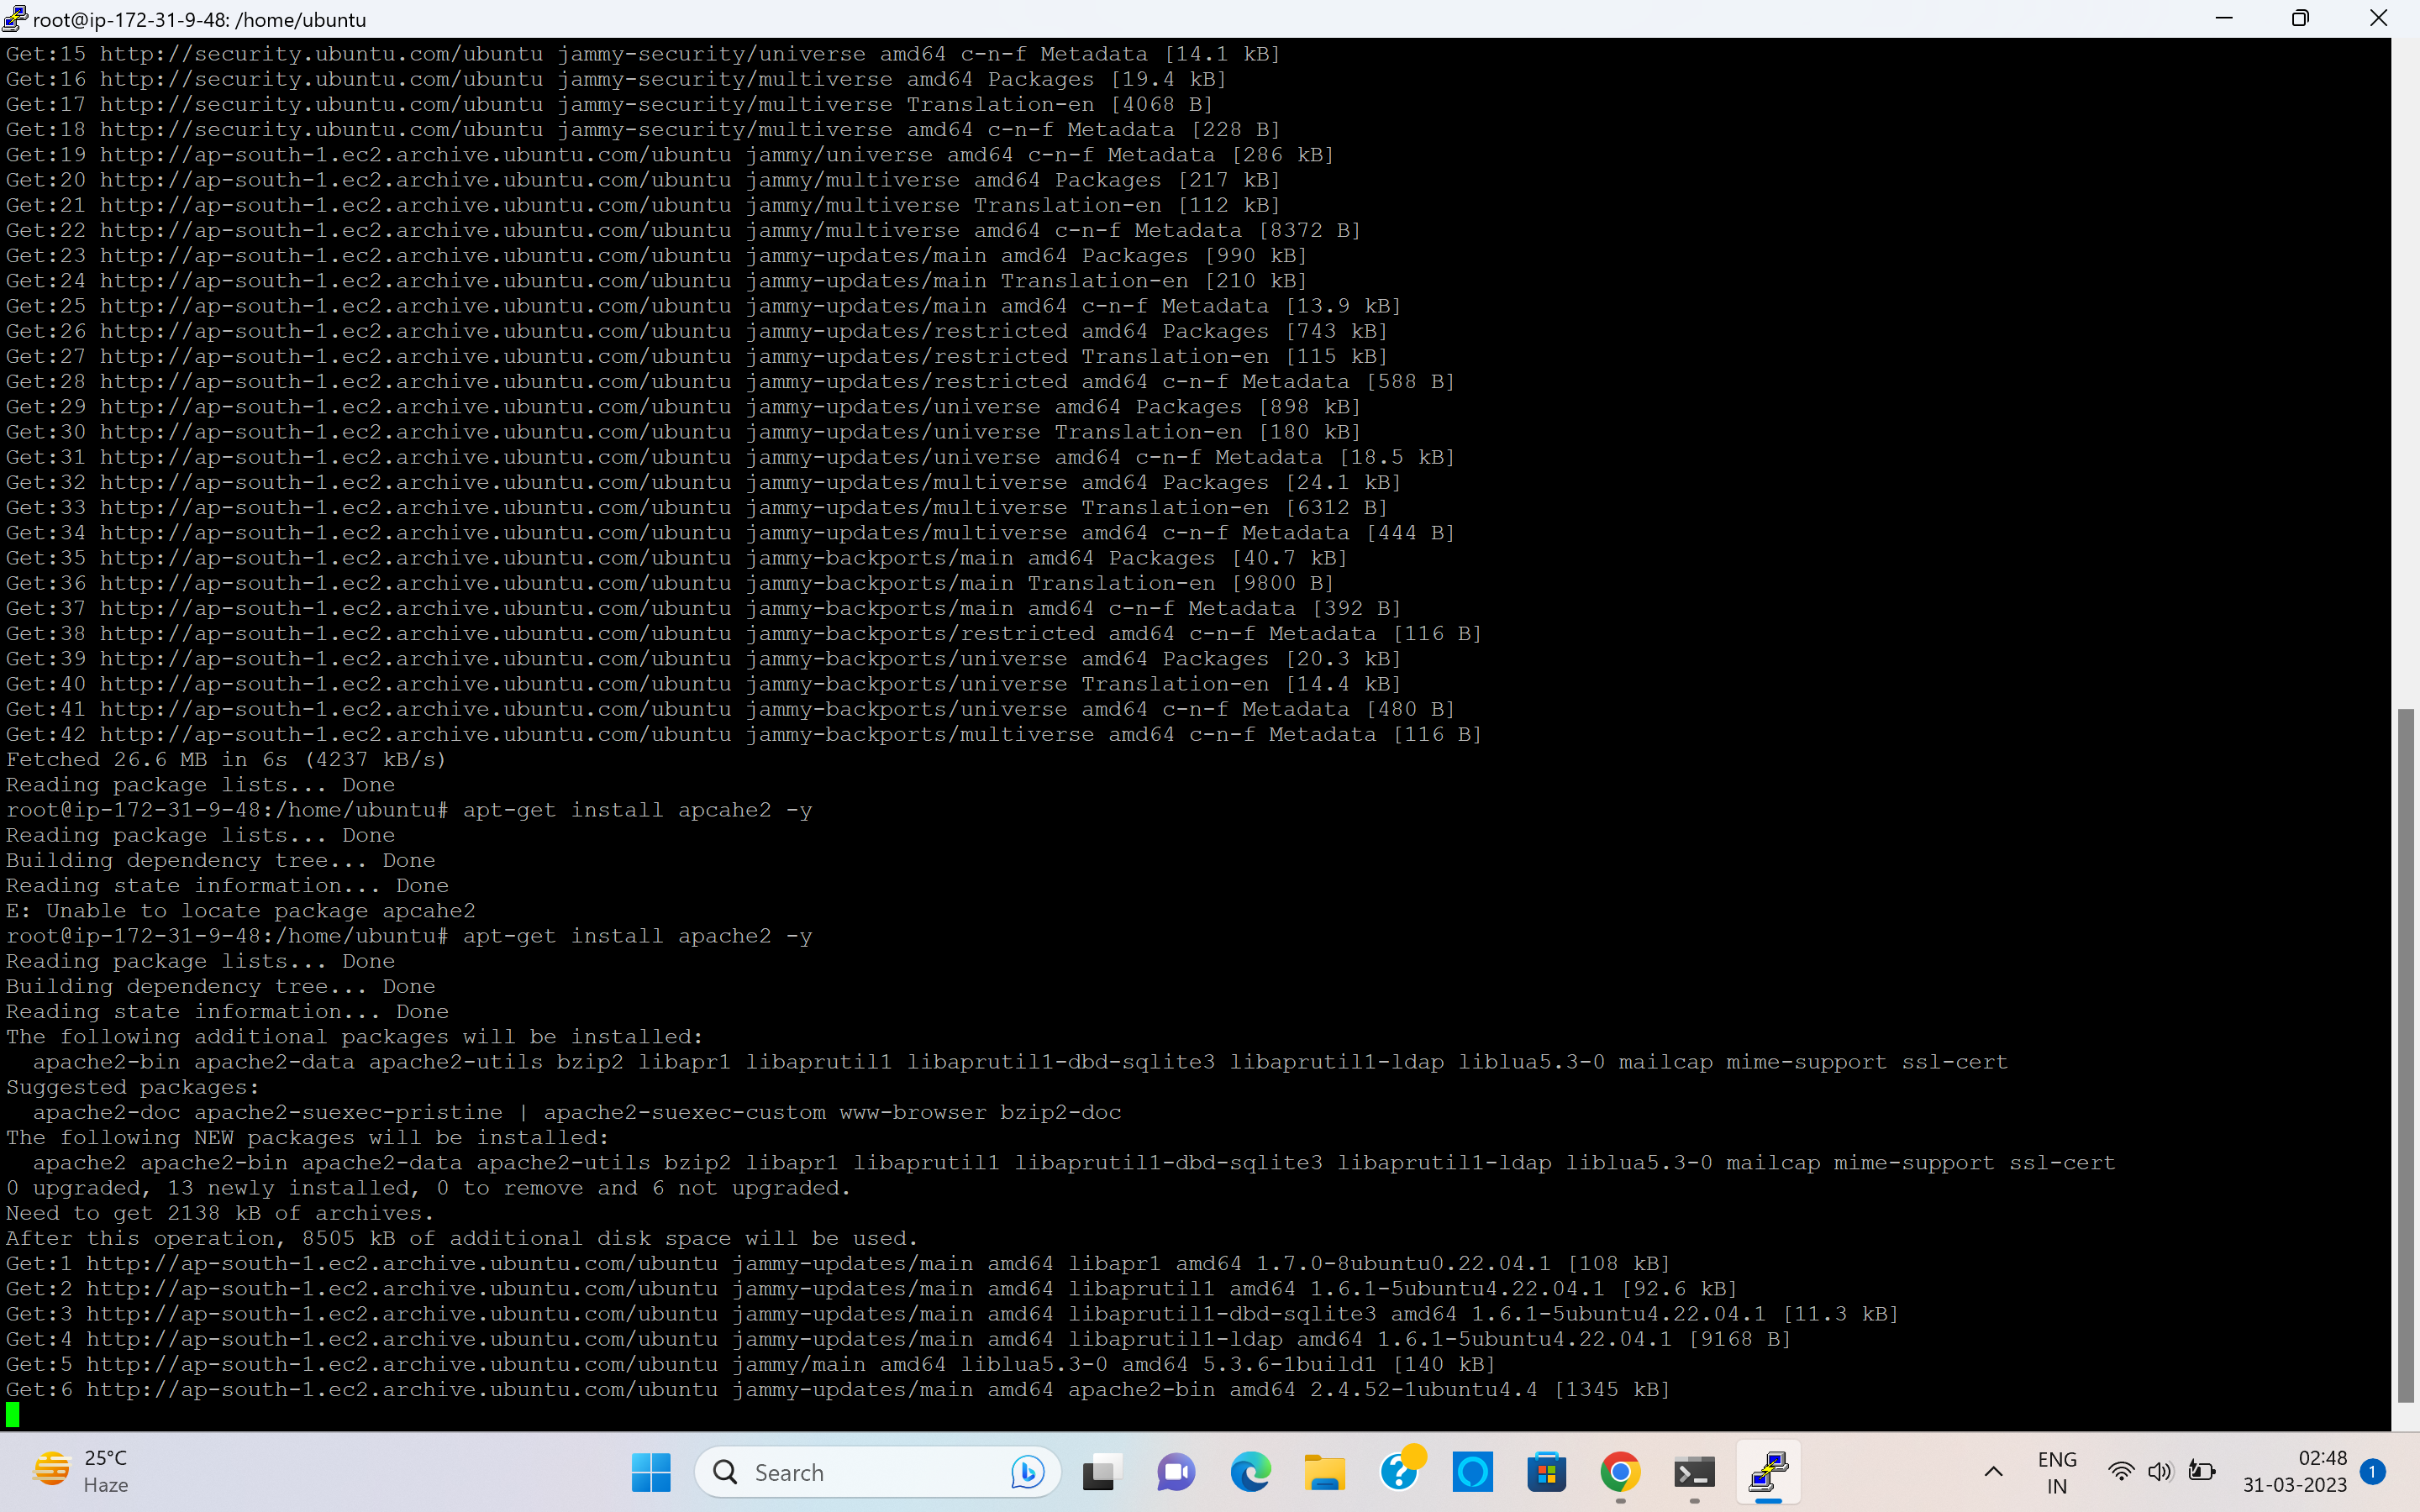 root@ip-172-31-9-48: /home/ubuntu
Get:15 http://security.ubuntu.com/ubuntu jammy-security/universe amd64 c-n-f Metadata [14.1 kB]
Get:16 http://security.ubuntu.com/ubuntu jammy-security/multiverse amd64 Packages [19.4 kB]
Get:17 http://security.ubuntu.com/ubuntu jammy-security/multiverse Translation-en [4068 B]
Get:18 http://security.ubuntu.com/ubuntu jammy-security/multiverse amd64 c-n-f Metadata [228 B]
Get:19 http://ap-south-1.ec2.archive.ubuntu.com/ubuntu jammy/universe amd64 c-n-f Metadata [286 kB]
Get:20 http://ap-south-1.ec2.archive.ubuntu.com/ubuntu jammy/multiverse amd64 Packages [217 kB]
Get:21 http://ap-south-1.ec2.archive.ubuntu.com/ubuntu jammy/multiverse Translation-en [112 kB]
Get:22 http://ap-south-1.ec2.archive.ubuntu.com/ubuntu jammy/multiverse amd64 c-n-f Metadata [8372 B]
Get:23 http://ap-south-1.ec2.archive.ubuntu.com/ubuntu jammy-updates/main amd64 Packages [990 kB]
Get:24 http://ap-south-1.ec2.archive.ubuntu.com/ubuntu jammy-updates/main Translation-en [210 kB]
Get:25 http://ap-south-1.ec2.archive.ubuntu.com/ubuntu jammy-updates/main amd64 c-n-f Metadata [13.9 kB]
Get:26 http://ap-south-1.ec2.archive.ubuntu.com/ubuntu jammy-updates/restricted amd64 Packages [743 kB]
Get:27 http://ap-south-1.ec2.archive.ubuntu.com/ubuntu jammy-updates/restricted Translation-en [115 kB]
Get:28 http://ap-south-1.ec2.archive.ubuntu.com/ubuntu jammy-updates/restricted amd64 c-n-f Metadata [588 B]
Get:29 http://ap-south-1.ec2.archive.ubuntu.com/ubuntu jammy-updates/universe amd64 Packages [898 kB]
Get:30 http://ap-south-1.ec2.archive.ubuntu.com/ubuntu jammy-updates/universe Translation-en [180 kB]
Get:31 http://ap-south-1.ec2.archive.ubuntu.com/ubuntu jammy-updates/universe amd64 c-n-f Metadata [18.5 kB]
Get:32 http://ap-south-1.ec2.archive.ubuntu.com/ubuntu jammy-updates/multiverse amd64 Packages [24.1 kB]
Get:33 http://ap-south-1.ec2.archive.ubuntu.com/ubuntu jammy-updates/multiverse Translation-en [6312 B]
Get:34 http://ap-south-1.ec2.archive.ubuntu.com/ubuntu jammy-updates/multiverse amd64 c-n-f Metadata [444 B]
Get:35 http://ap-south-1.ec2.archive.ubuntu.com/ubuntu jammy-backports/main amd64 Packages [40.7 kB]
Get:36 http://ap-south-1.ec2.archive.ubuntu.com/ubuntu jammy-backports/main Translation-en [9800 B]
Get:37 http://ap-south-1.ec2.archive.ubuntu.com/ubuntu jammy-backports/main amd64 c-n-f Metadata [392 B]
Get:38 http://ap-south-1.ec2.archive.ubuntu.com/ubuntu jammy-backports/restricted amd64 c-n-f Metadata [116 B]
Get:39 http://ap-south-1.ec2.archive.ubuntu.com/ubuntu jammy-backports/universe amd64 Packages [20.3 kB]
Get:40 http://ap-south-1.ec2.archive.ubuntu.com/ubuntu jammy-backports/universe Translation-en [14.4 kB]
Get:41 http://ap-south-1.ec2.archive.ubuntu.com/ubuntu jammy-backports/universe amd64 c-n-f Metadata [480 B]
Get:42 http://ap-south-1.ec2.archive.ubuntu.com/ubuntu jammy-backports/multiverse amd64 c-n-f Metadata [116 B]
Fetched 26.6 MB in 6s (4237 kB/s)
Reading package lists... Done
root@ip-172-31-9-48:/home/ubuntu# apt-get install apcahe2 -y
Reading package lists... Done
Building dependency tree... Done
Reading state information... Done
E: Unable to locate package apcahe2
root@ip-172-31-9-48:/home/ubuntu# apt-get install apache2 -y
Reading package lists... Done
Building dependency tree... Done
Reading state information... Done
The following additional packages will be installed:
  apache2-bin apache2-data apache2-utils bzip2 libapr1 libaprutil1 libaprutil1-dbd-sqlite3 libaprutil1-ldap liblua5.3-0 mailcap mime-support ssl-cert
Suggested packages:
  apache2-doc apache2-suexec-pristine | apache2-suexec-custom www-browser bzip2-doc
The following NEW packages will be installed:
  apache2 apache2-bin apache2-data apache2-utils bzip2 libapr1 libaprutil1 libaprutil1-dbd-sqlite3 libaprutil1-ldap liblua5.3-0 mailcap mime-support ssl-cert
0 upgraded, 13 newly installed, 0 to remove and 6 not upgraded.
Need to get 2138 kB of archives.
After this operation, 8505 kB of additional disk space will be used.
Get:1 http://ap-south-1.ec2.archive.ubuntu.com/ubuntu jammy-updates/main amd64 libapr1 amd64 1.7.0-8ubuntu0.22.04.1 [108 kB]
Get:2 http://ap-south-1.ec2.archive.ubuntu.com/ubuntu jammy-updates/main amd64 libaprutil1 amd64 1.6.1-5ubuntu4.22.04.1 [92.6 kB]
Get:3 http://ap-south-1.ec2.archive.ubuntu.com/ubuntu jammy-updates/main amd64 libaprutil1-dbd-sqlite3 amd64 1.6.1-5ubuntu4.22.04.1 [11.3 kB]
Get:4 http://ap-south-1.ec2.archive.ubuntu.com/ubuntu jammy-updates/main amd64 libaprutil1-ldap amd64 1.6.1-5ubuntu4.22.04.1 [9168 B]
Get:5 http://ap-south-1.ec2.archive.ubuntu.com/ubuntu jammy/main amd64 liblua5.3-0 amd64 5.3.6-1build1 [140 kB]
Get:6 http://ap-south-1.ec2.archive.ubuntu.com/ubuntu jammy-updates/main amd64 apache2-bin amd64 2.4.52-1ubuntu4.4 [1345 kB]
25°C
Haze
Search
ENG
IN
02:48
31-03-2023
1